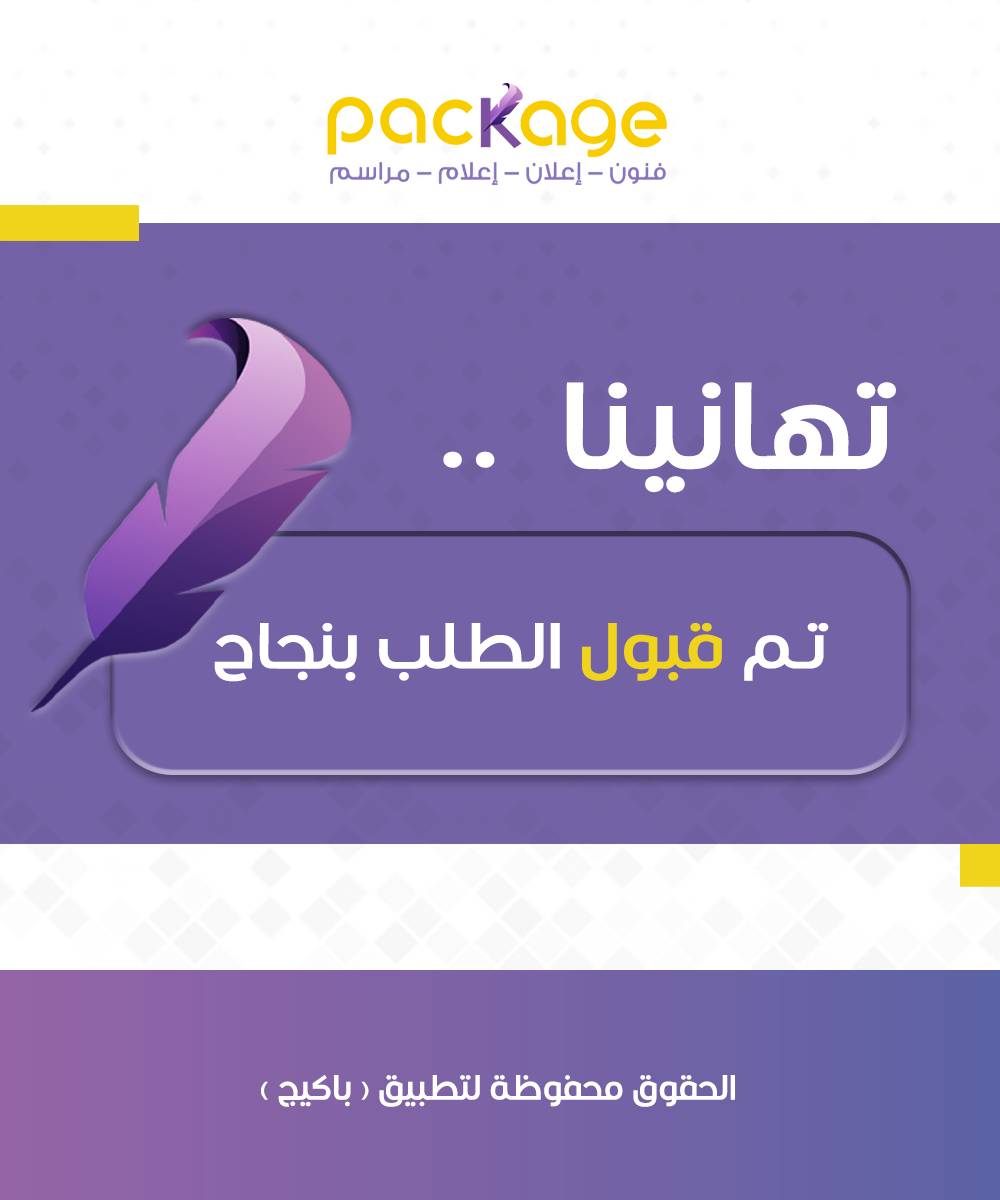 package
فنون – إعلان – إعلام – مراسم
تهانينا ..
تم قبول الطلب بنجاح
الحقوق محفوظة لتطبيق ( باكيج )